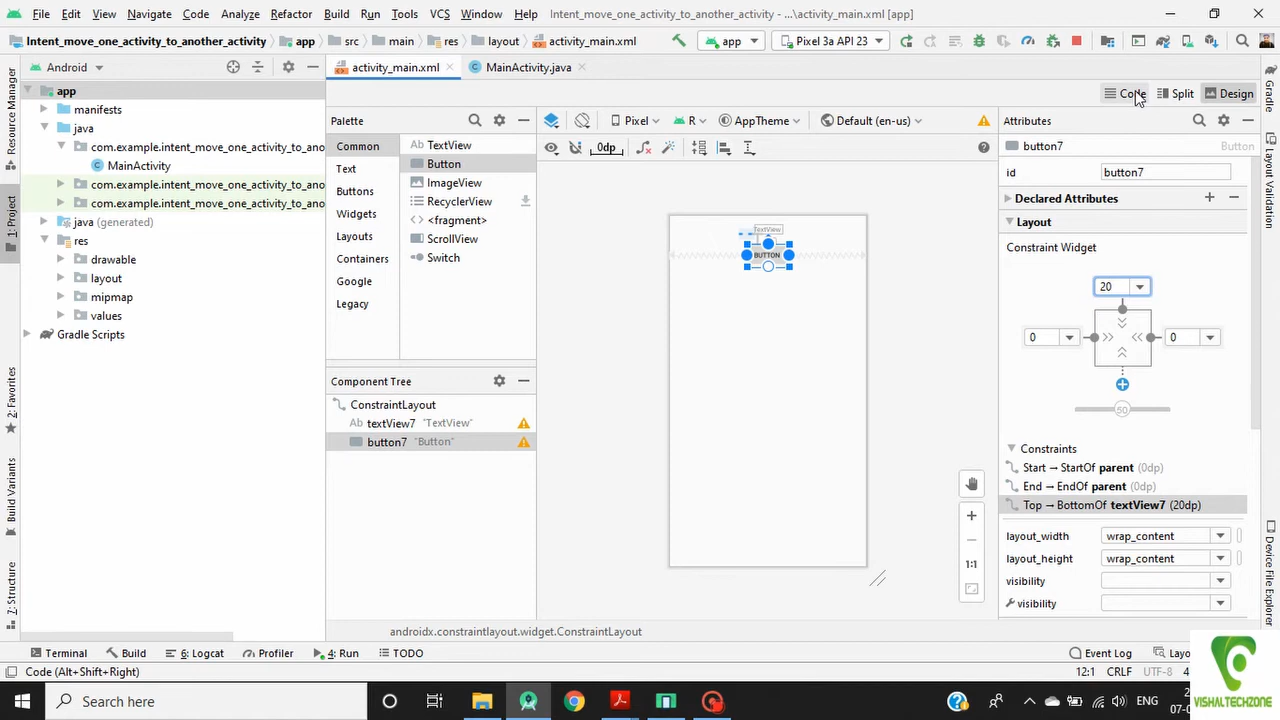 File Edit View Navigate Code Analyze Refactor Build Run Tools VCS Window Help Intent_move_one_activity_to_another_activity - ...\activity_main.xml [app]
Intent_move_one_activity_to_another_activity app src main res layout activity_main.xml app Pixel 3a API 23
Android activity_main.xml MainActivity.java
Code Split Design
app
manifests
java
com.example.intent_move_one_activity_to_ano
MainActivity
com.example.intent_move_one_activity_to_ano
com.example.intent_move_one_activity_to_ano
java (generated)
res
drawable
layout
mipmap
values
Gradle Scripts
Resource Manager
1: Project
2: Favorites
Build Variants
Z: Structure
Palette
Common
Text
Buttons
Widgets
Layouts
Containers
Google
Legacy
Ab TextView
Button
ImageView
RecyclerView
<fragment>
ScrollView
Switch
Component Tree
ConstraintLayout
Ab textView7 "TextView"
button7 "Button"
Pixel R AppTheme Default (en-us)
0dp
TextView
BUTTON
1:1
androidx.constraintlayout.widget.ConstraintLayout
Attributes
button7 Button
id button7
Declared Attributes
Layout
Constraint Widget
20
0 0
50
Constraints
Start → StartOf parent (0dp)
End → EndOf parent (0dp)
Top → BottomOf textView7 (20dp)
layout_width wrap_content
layout_height wrap_content
visibility
visibility
Gradle
Layout Validation
Device File Explorer
Terminal Build 6: Logcat Profiler 4: Run TODO Event Log
Code (Alt+Shift+Right) 12:1 CRLF UTF-8 4
Search here ENG
VISHALTECHZONE